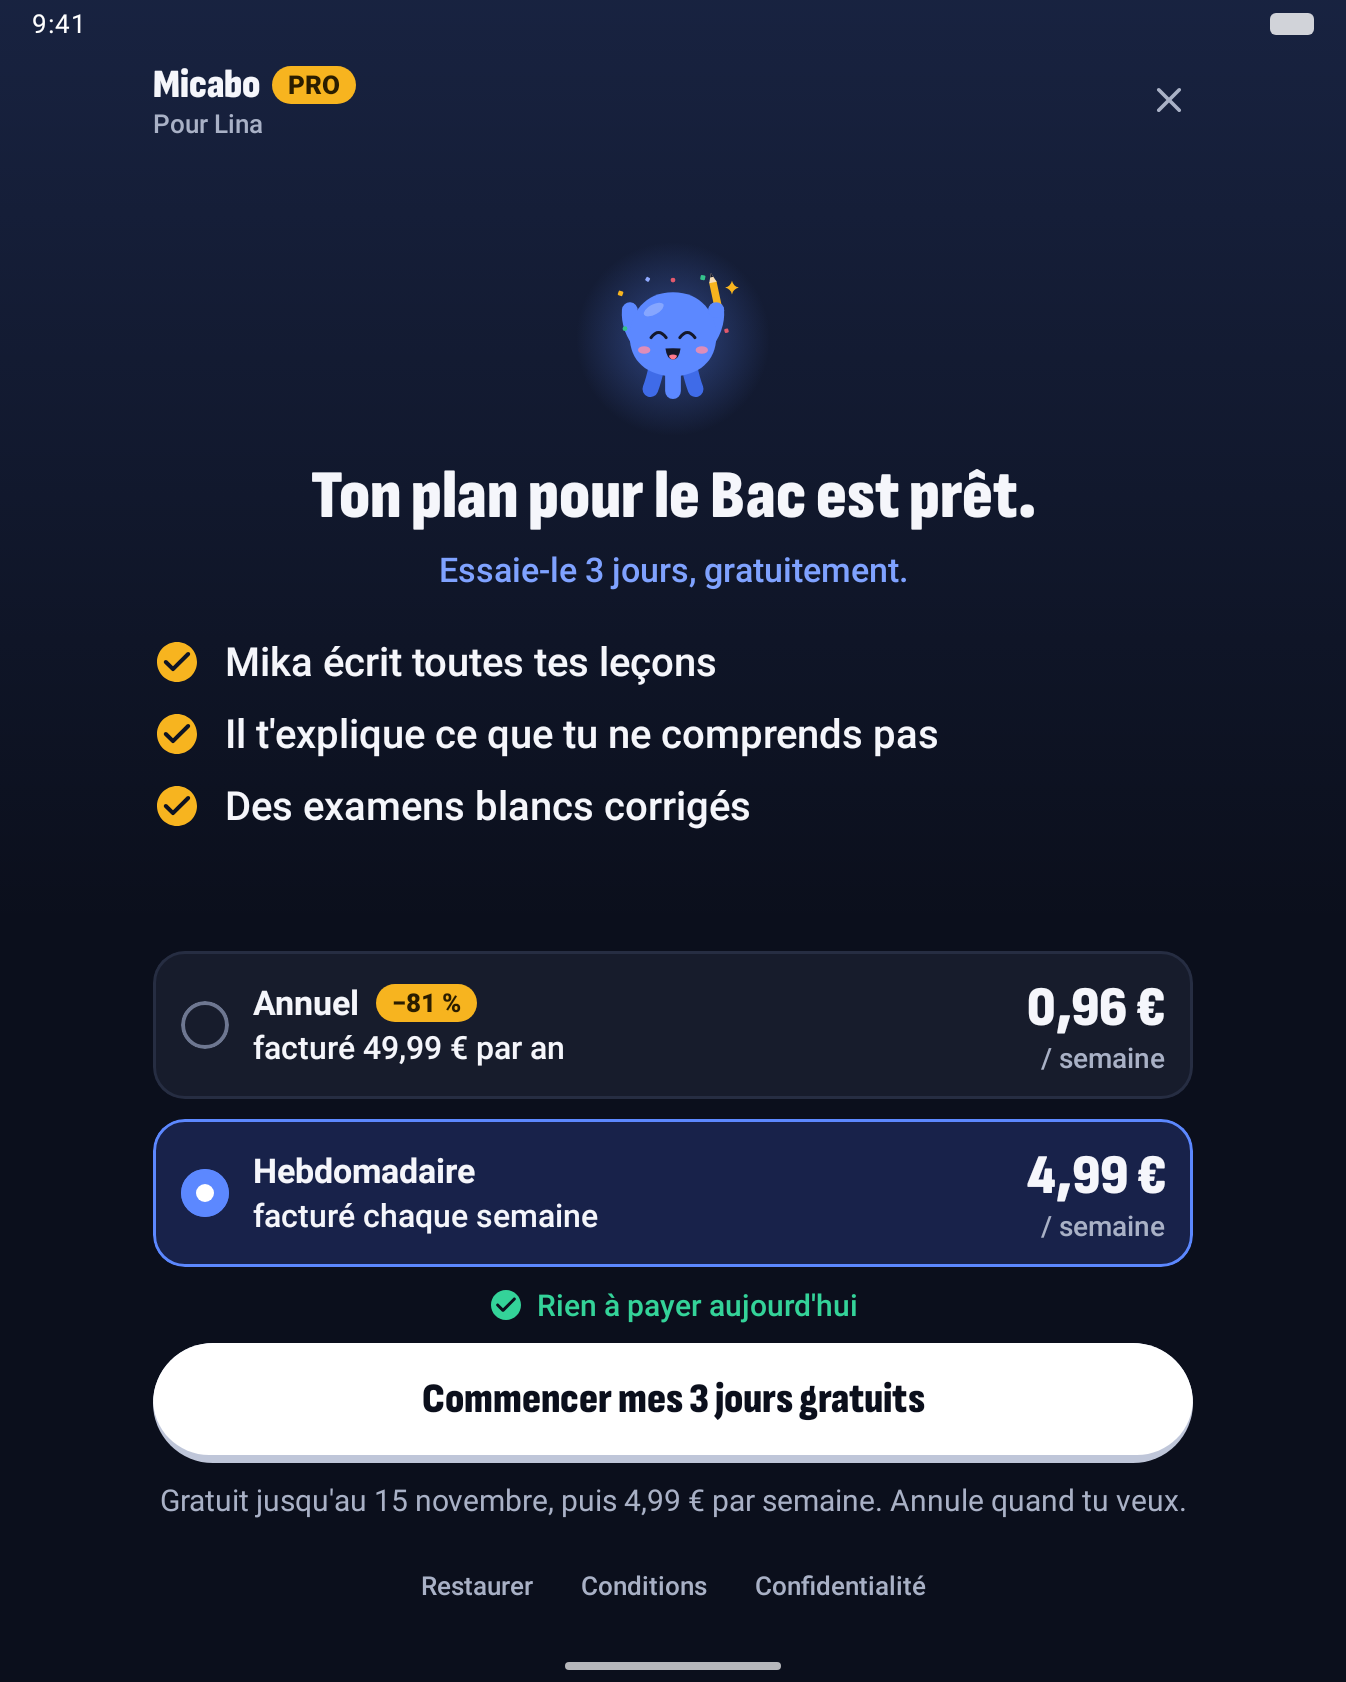 9:41
Micabo PRO
Pour Lina
Ton plan pour le Bac est prêt.
Essaie-le 3 jours, gratuitement.
Mika écrit toutes tes leçons
Il t'explique ce que tu ne comprends pas
Des examens blancs corrigés
Annuel −81 %
facturé 49,99 € par an
0,96 €
/ semaine
Hebdomadaire
facturé chaque semaine
4,99 €
/ semaine
Rien à payer aujourd'hui
Commencer mes 3 jours gratuits
Gratuit jusqu'au 15 novembre, puis 4,99 € par semaine. Annule quand tu veux.
Restaurer Conditions Confidentialité